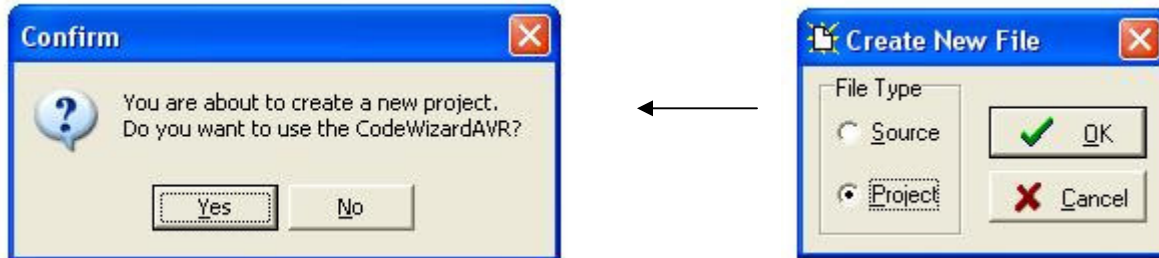 Confirm
You are about to create a new project.
Do you want to use the CodeWizardAVR?
Yes
No
Create New File
File Type
Source
Project
OK
Cancel